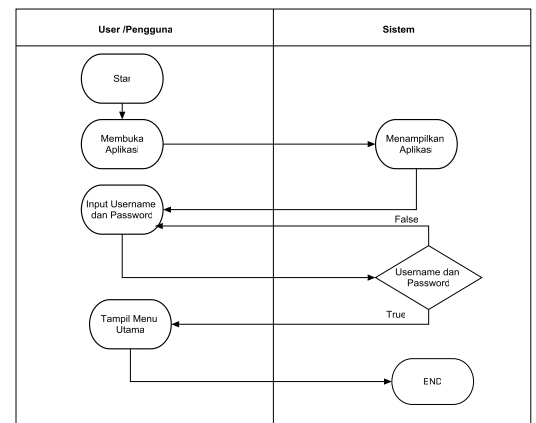 User /Pengguna
Sistem
Star
Membuka
Aplikasi
Menampilkan
Aplikasi
Input Username
dan Password
False
Username dan
Password
True
Tampil Menu
Utama
END